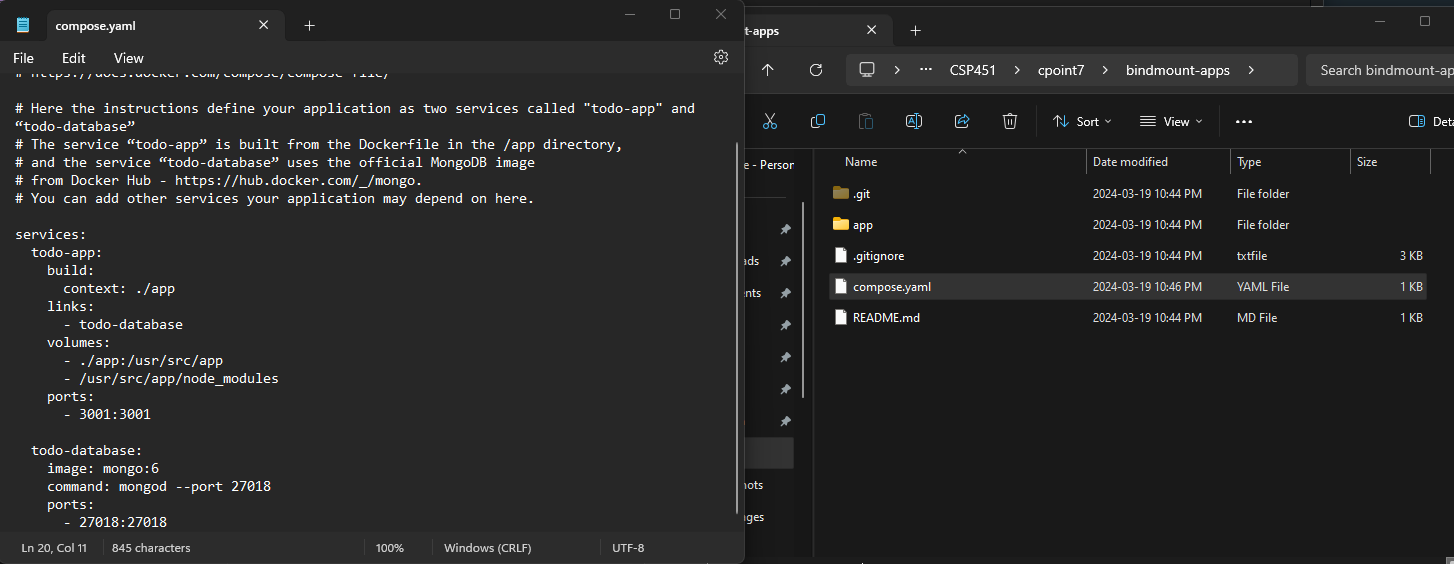 compose.yaml
File Edit View
# https://docs.docker.com/compose/compose-file/
# Here the instructions define your application as two services called "todo-app" and
“todo-database”
# The service “todo-app” is built from the Dockerfile in the /app directory,
# and the service “todo-database” uses the official MongoDB image
# from Docker Hub - https://hub.docker.com/_/mongo.
# You can add other services your application may depend on here.
services:
  todo-app:
    build:
      context: ./app
    links:
      - todo-database
    volumes:
      - ./app:/usr/src/app
      - /usr/src/app/node_modules
    ports:
      - 3001:3001
  todo-database:
    image: mongo:6
    command: mongod --port 27018
    ports:
      - 27018:27018
Ln 20, Col 11 845 characters 100% Windows (CRLF) UTF-8
t-apps
CSP451 cpoint7 bindmount-apps Search bindmount-ap
Sort View ... Deta
e - Person
ads
ents
nots
ges
Name Date modified Type Size
.git 2024-03-19 10:44 PM File folder
app 2024-03-19 10:44 PM File folder
.gitignore 2024-03-19 10:44 PM txtfile 3 KB
compose.yaml 2024-03-19 10:46 PM YAML File 1 KB
README.md 2024-03-19 10:44 PM MD File 1 KB